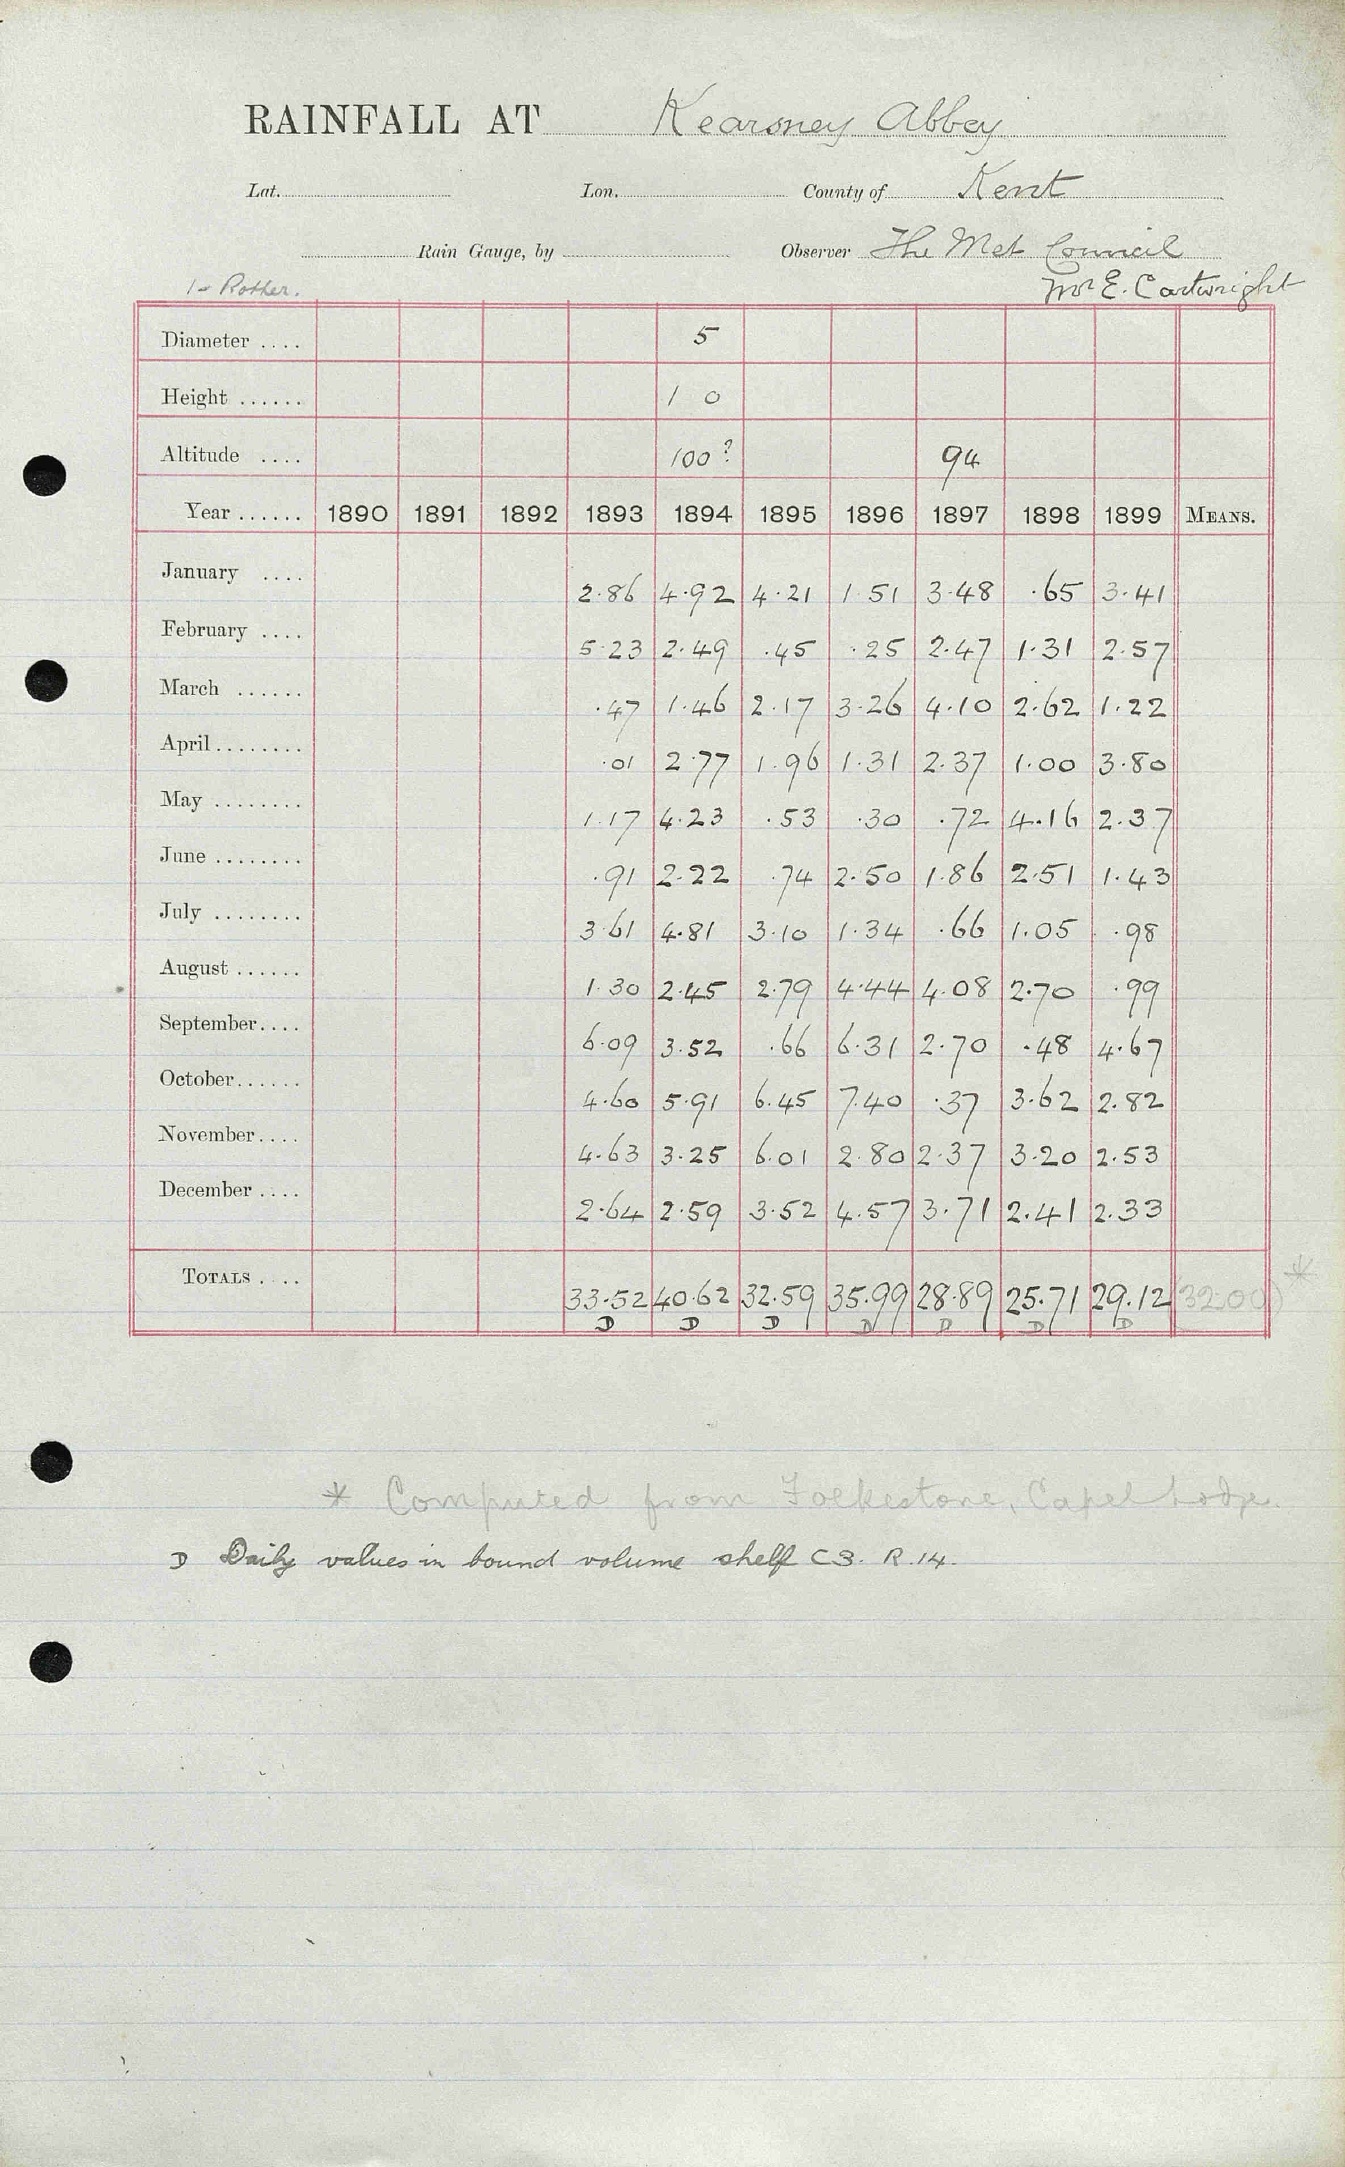 RAINFALL AT Kearsney Abbey
Lat. Lon. County of Kent
Rain Gauge, by Observer The Met Council
1- Rother. Mr E. Cartwright
Diameter .... 5
Height ...... 1 0
Altitude .... 100? 94
Year ...... 1890 1891 1892 1893 1894 1895 1896 1897 1898 1899 MEANS.
January .... 2.86 4.92 4.21 1.51 3.48 .65 3.41
February .... 5.23 2.49 .45 .25 2.47 1.31 2.57
March ...... .47 1.46 2.17 3.26 4.10 2.62 1.22
April ........ .01 2.77 1.96 1.31 2.37 1.00 3.80
May ........ 1.17 4.23 .53 .30 .72 4.16 2.37
June ........ .91 2.22 .74 2.50 1.86 2.51 1.43
July ........ 3.61 4.81 3.10 1.34 .66 1.05 .98
August ...... 1.30 2.45 2.79 4.44 4.08 2.70 .99
September.... 6.09 3.52 .66 6.31 2.70 .48 4.67
October...... 4.60 5.91 6.45 7.40 .37 3.62 2.82
November.... 4.63 3.25 6.01 2.80 2.37 3.20 2.53
December .... 2.64 2.59 3.52 4.57 3.71 2.41 2.33
TOTALS .... 33.52 40.62 32.59 35.99 28.89 25.71 29.12 (32.00) *
D D D D D D D
* Computed from Folkestone, Capel Lodge.
D Daily values in bound volume shelf C3. R.14.